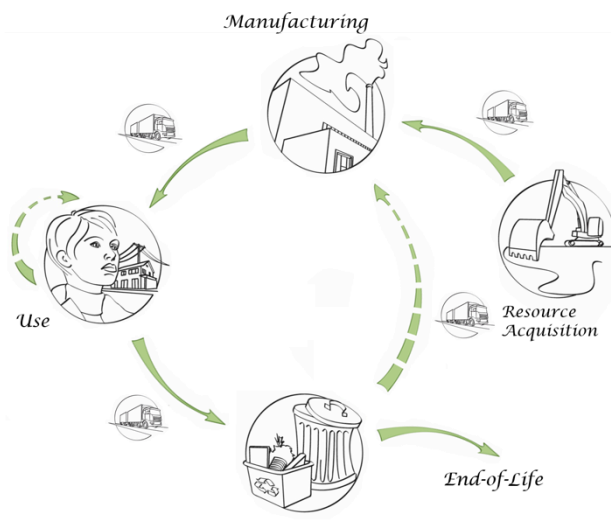 Manufacturing
Use
Resource
Acquisition
End-of-Life